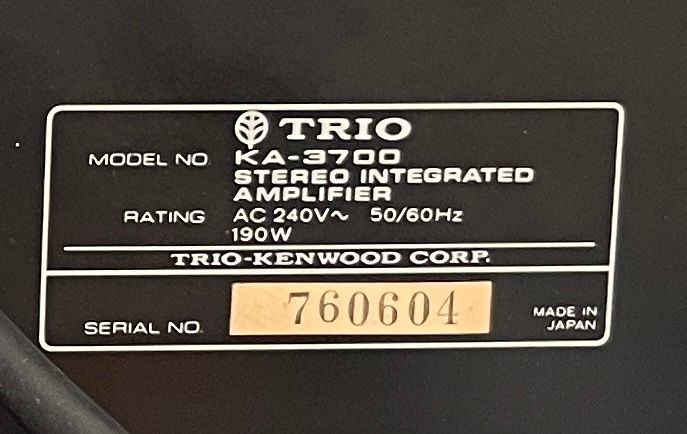 TRIO
MODEL NO. KA-3700
STEREO INTEGRATED
AMPLIFIER
RATING AC 240V~ 50/60Hz
190W
TRIO-KENWOOD CORP.
SERIAL NO. 760604
MADE IN
JAPAN